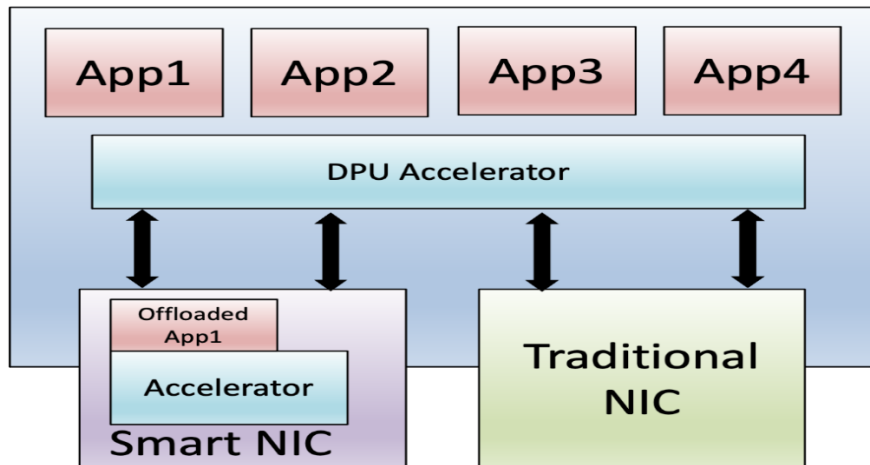 App1
App2
App3
App4
DPU Accelerator
Offloaded
App1
Accelerator
Smart NIC
Traditional
NIC